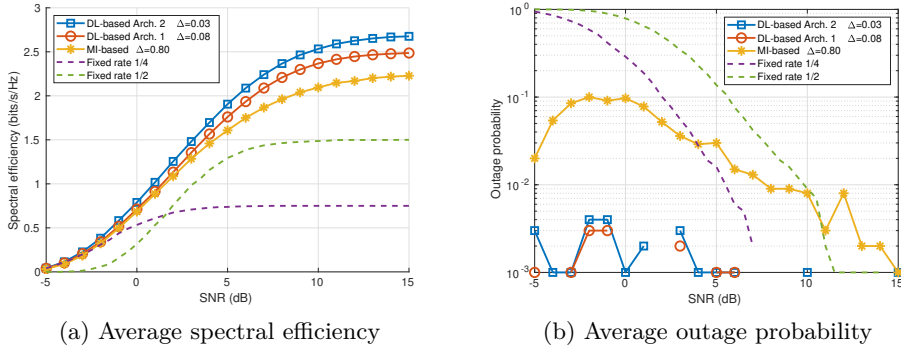 DL-based Arch. 2 Δ=0.03
DL-based Arch. 1 Δ=0.08
MI-based Δ=0.80
Fixed rate 1/4
Fixed rate 1/2
Spectral efficiency (bits/s/Hz)
3
2.5
2
1.5
1
0.5
0
-5 0 5 10 15
SNR (dB)
(a) Average spectral efficiency
DL-based Arch. 2 Δ=0.03
DL-based Arch. 1 Δ=0.08
MI-based Δ=0.80
Fixed rate 1/4
Fixed rate 1/2
Outage probability
10^0
10^-1
10^-2
10^-3
-5 0 5 10 15
SNR (dB)
(b) Average outage probability